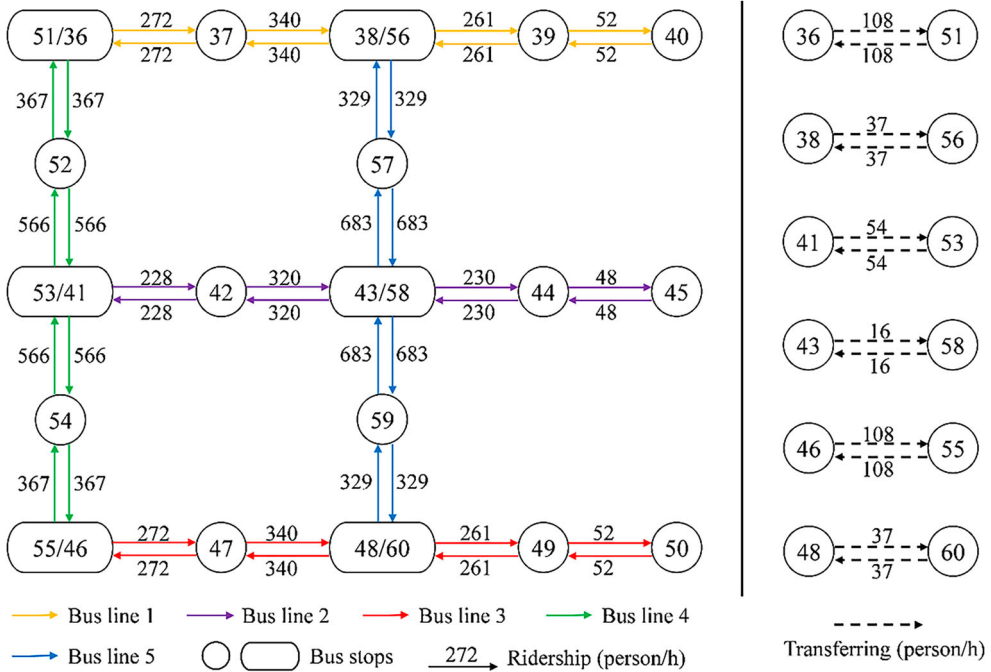 272 340 261 52
51/36 37 38/56 39 40 36 108 51
272 340 261 52 108
367 367 329 329
52 57 38 37 56
37
566 566 683 683
228 320 230 48 41 54 53
53/41 42 43/58 44 45 54
228 320 230 48
566 566 683 683 43 16 58
16
54 59
367 367 329 329 46 108 55
108
272 340 261 52
55/46 47 48/60 49 50 48 37 60
272 340 261 52 37
Bus line 1 Bus line 2 Bus line 3 Bus line 4
Bus line 5 Bus stops 272 Ridership (person/h) Transferring (person/h)